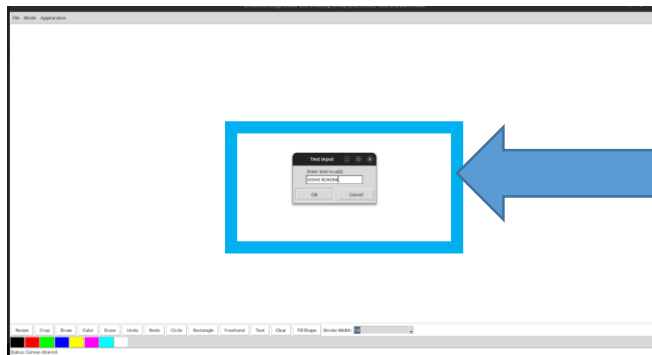 File Mode Appearance
Text Input
Enter text to add
OK Cancel
Resize Crop Draw Color Erase Undo Redo Circle Rectangle Freehand Text Clear Fill Shape Stroke Width:
Status: Canvas cleared.